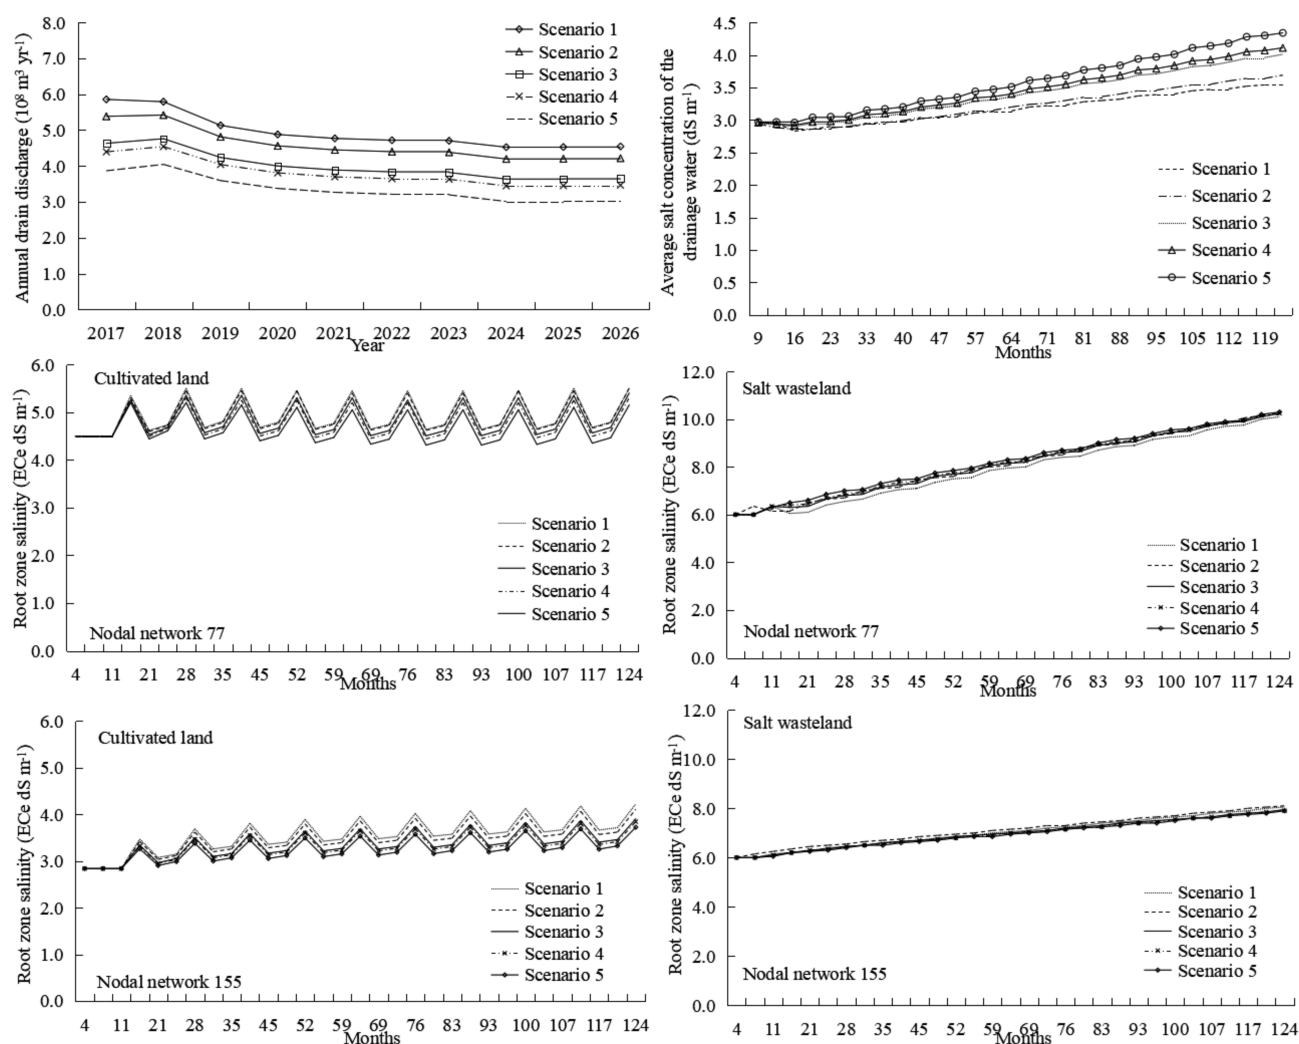 Annual drain discharge (10⁸ m³ yr⁻¹)
8.0
7.0
6.0
5.0
4.0
3.0
2.0
1.0
0.0
Scenario 1
Scenario 2
Scenario 3
Scenario 4
Scenario 5
2017 2018 2019 2020 2021 2022 2023 2024 2025 2026
Year
Average salt concentration of the
drainage water (dS m⁻¹)
4.5
4.0
3.5
3.0
2.5
2.0
1.5
1.0
0.5
0.0
Scenario 1
Scenario 2
Scenario 3
Scenario 4
Scenario 5
9 16 23 33 40 47 57 64 71 81 88 95 105 112 119
Months
Root zone salinity (ECe dS m⁻¹)
6.0
5.0
4.0
3.0
2.0
1.0
0.0
Cultivated land
Scenario 1
Scenario 2
Scenario 3
Scenario 4
Scenario 5
Nodal network 77
4 11 21 28 35 45 52 59 69 76 83 93 100 107 117 124
Months
Root zone salinity (ECe dS m⁻¹)
12.0
10.0
8.0
6.0
4.0
2.0
0.0
Salt wasteland
Scenario 1
Scenario 2
Scenario 3
Scenario 4
Scenario 5
Nodal network 77
4 11 21 28 35 45 52 59 69 76 83 93 100 107 117 124
Months
Root zone salinity (ECe dS m⁻¹)
6.0
5.0
4.0
3.0
2.0
1.0
0.0
Cultivated land
Scenario 1
Scenario 2
Scenario 3
Scenario 4
Scenario 5
Nodal network 155
4 11 21 28 35 45 52 59 69 76 83 93 100 107 117 124
Months
Root zone salinity (ECe dS m⁻¹)
12.0
10.0
8.0
6.0
4.0
2.0
0.0
Salt wasteland
Scenario 1
Scenario 2
Scenario 3
Scenario 4
Scenario 5
Nodal network 155
4 11 21 28 35 45 52 59 69 76 83 93 100 107 117 124
Months